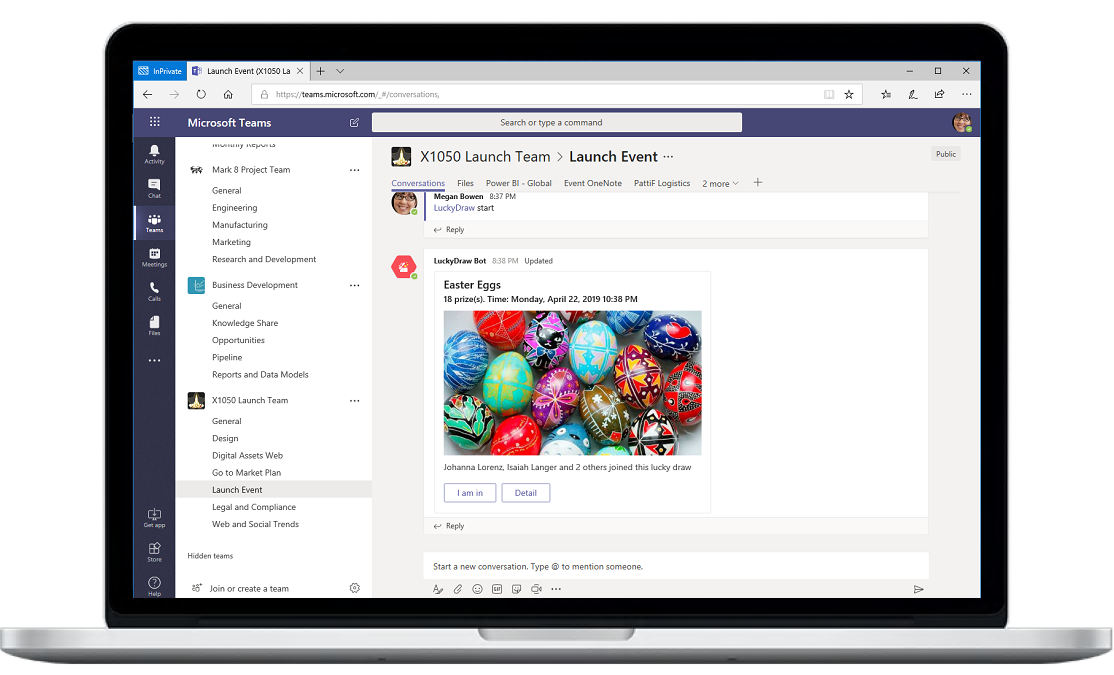 InPrivate
Launch Event (X1050 La
https://teams.microsoft.com/_#/conversations,
Microsoft Teams
Search or type a command
Activity
Chat
Teams
Meetings
Calls
Files
Get app
Store
Help
Monthly Reports
Mark 8 Project Team
General
Engineering
Manufacturing
Marketing
Research and Development
Business Development
General
Knowledge Share
Opportunities
Pipeline
Reports and Data Models
X1050 Launch Team
General
Design
Digital Assets Web
Go to Market Plan
Launch Event
Legal and Compliance
Web and Social Trends
Hidden teams
Join or create a team
X1050 Launch Team > Launch Event ···
Public
Conversations Files Power BI - Global Event OneNote PattiF Logistics 2 more
Megan Bowen 8:37 PM
LuckyDraw start
Reply
LuckyDraw Bot 8:38 PM Updated
Easter Eggs
18 prize(s). Time: Monday, April 22, 2019 10:38 PM
Johanna Lorenz, Isaiah Langer and 2 others joined this lucky draw
I am in Detail
Reply
Start a new conversation. Type @ to mention someone.
GIF